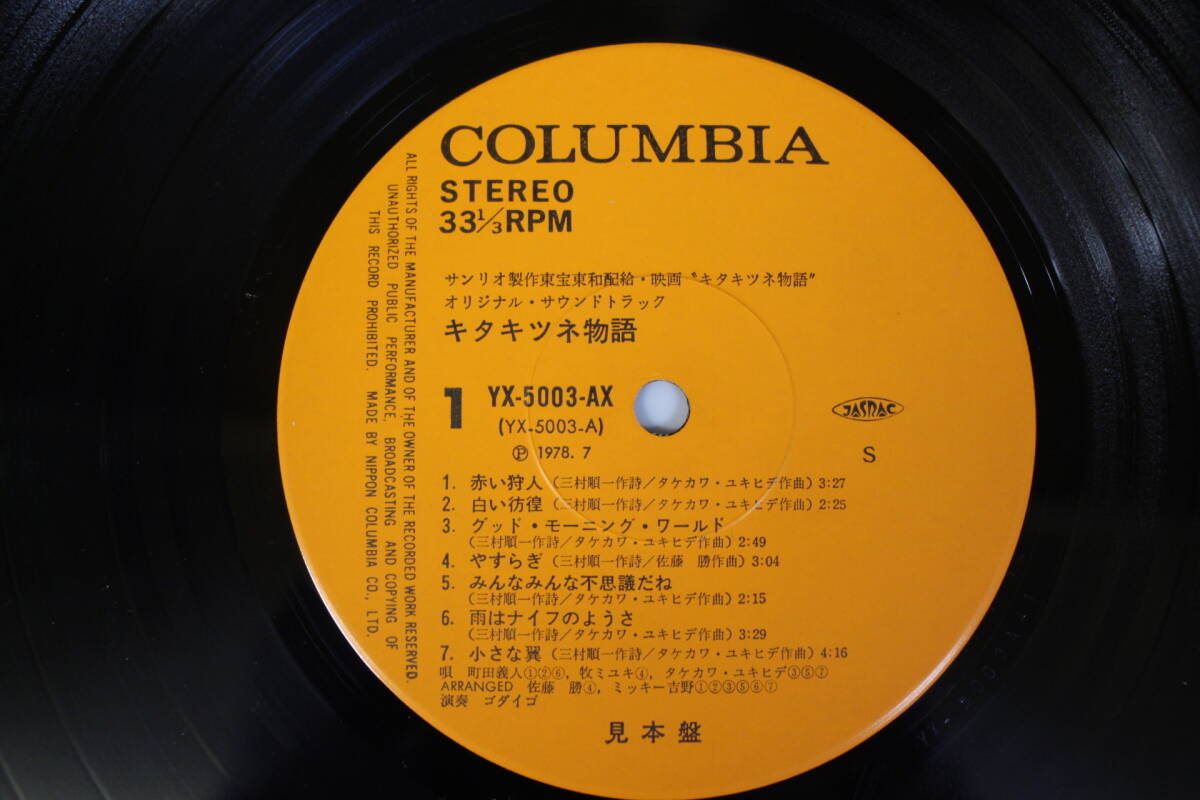 COLUMBIA
STEREO
33 1/3 RPM
サンリオ製作東宝東和配給・映画〝キタキツネ物語〟
オリジナル・サウンドトラック
キタキツネ物語
1 YX-5003-AX
(YX-5003-A)
Ⓟ 1978. 7
JASRAC
S
1. 赤い狩人(三村順一作詩/タケカワ・ユキヒデ作曲) 3:27
2. 白い彷徨(三村順一作詩/タケカワ・ユキヒデ作曲) 2:25
3. グッド・モーニング・ワールド
(三村順一作詩/タケカワ・ユキヒデ作曲) 2:49
4. やすらぎ(三村順一作詩/佐藤 勝作曲) 3:04
5. みんなみんな不思議だね
(三村順一作詩/タケカワ・ユキヒデ作曲) 2:15
6. 雨はナイフのようさ
(三村順一作詩/タケカワ・ユキヒデ作曲) 3:29
7. 小さな翼(三村順一作詩/タケカワ・ユキヒデ作曲) 4:16
唄 町田義人①②⑥, 牧ミユキ④, タケカワ・ユキヒデ③⑤⑦
ARRANGED 佐藤 勝④, ミッキー吉野①②③⑤⑥⑦
演奏 ゴダイゴ
見本盤
ALL RIGHTS OF THE MANUFACTURER AND OF THE OWNER OF THE RECORDED WORK RESERVED.
UNAUTHORIZED PUBLIC PERFORMANCE, BROADCASTING AND COPYING OF
THIS RECORD PROHIBITED. MADE BY NIPPON COLUMBIA CO., LTD.